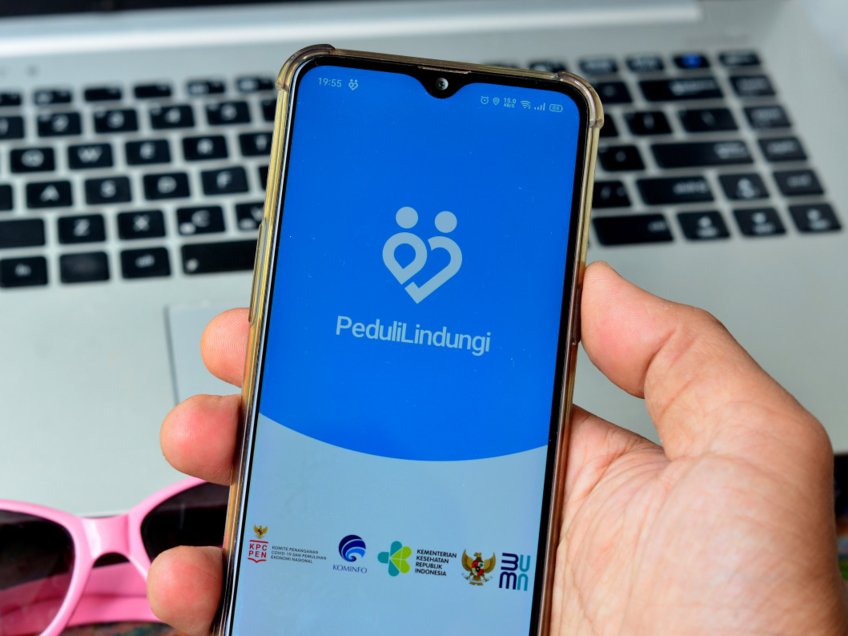 19:55
15.0
KB/S
PeduliLindungi
KPC
PEN
KOMITE PENANGANAN
COVID-19 DAN PEMULIHAN
EKONOMI NASIONAL
KOMINFO
KEMENTERIAN
KESEHATAN
REPUBLIK
INDONESIA
BUMN
Q
W
E
R
T
A
S
D
F
Z
X
C
V